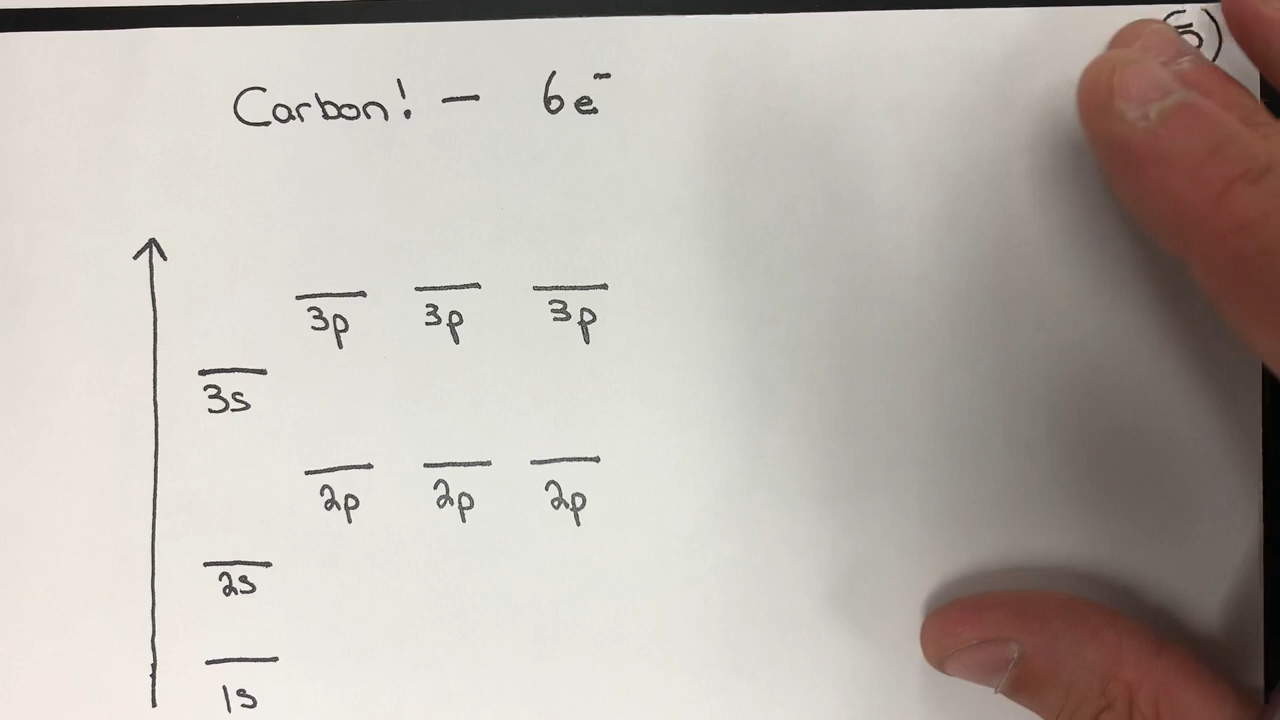 Carbon! - 6e⁻
3p 3p 3p
3s
2p 2p 2p
2s
1s